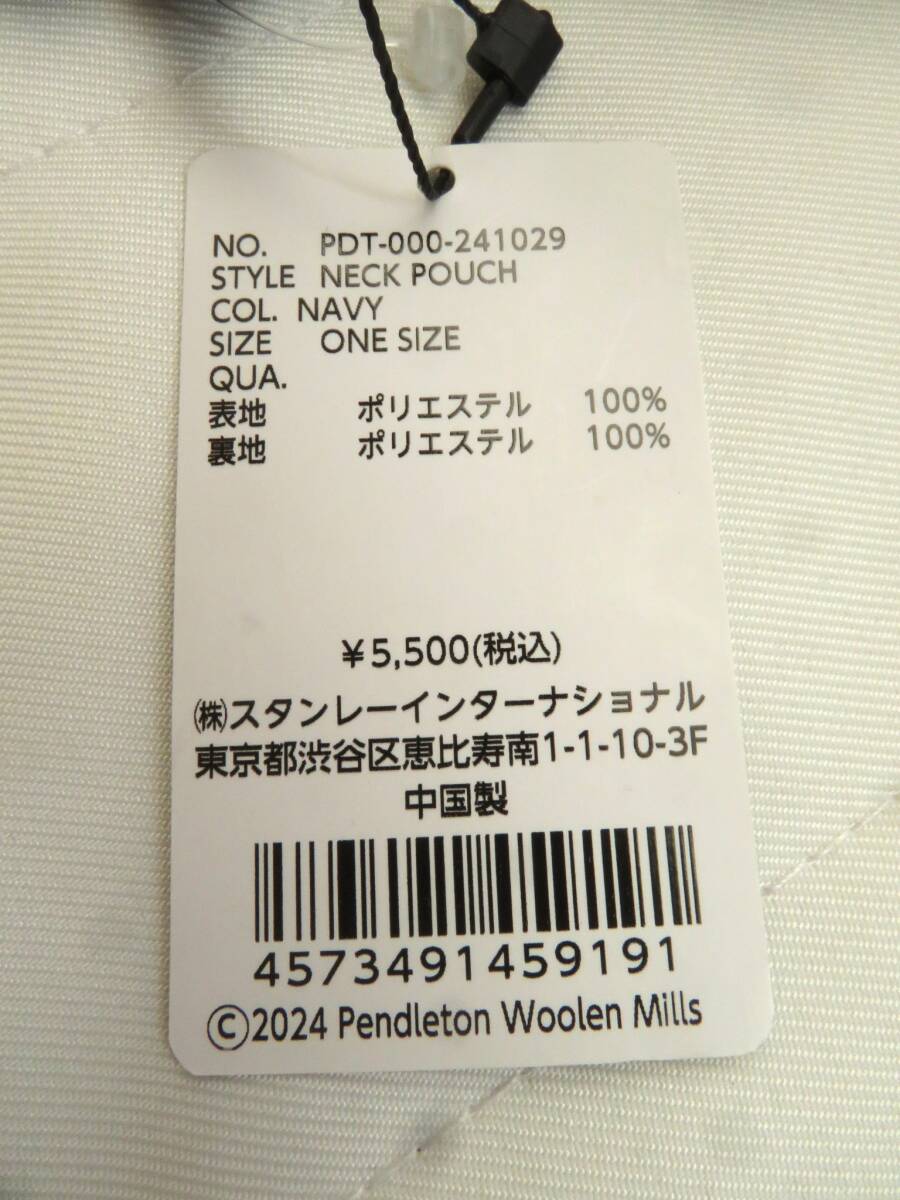 NO. PDT-000-241029
STYLE NECK POUCH
COL. NAVY
SIZE ONE SIZE
QUA.
表地 ポリエステル 100%
裏地 ポリエステル 100%
¥5,500(税込)
㈱スタンレーインターナショナル
東京都渋谷区恵比寿南1-1-10-3F
中国製
4573491459191
©2024 Pendleton Woolen Mills